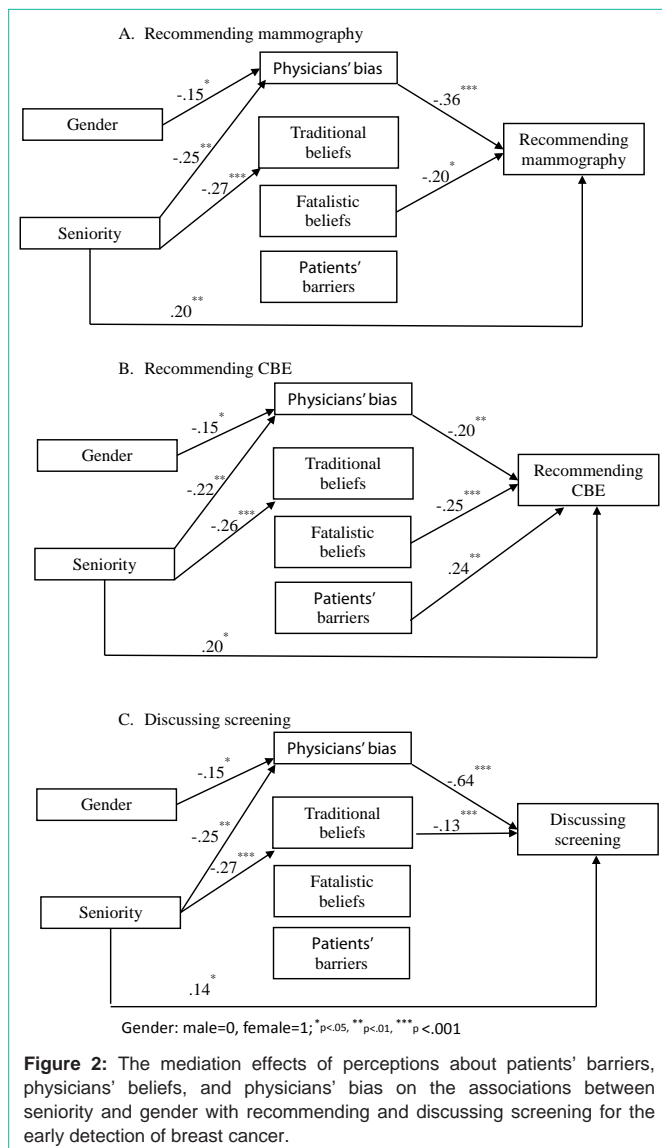 A. Recommending mammography
Physicians' bias
-.15*
-.36***
Gender
Traditional
beliefs
Recommending
mammography
-.25**
-.27***
-.20*
Fatalistic
beliefs
Seniority
Patients'
barriers
.20**
B. Recommending CBE
Physicians' bias
-.15*
-.20**
Gender
Traditional
beliefs
Recommending
CBE
-.22**
-.26***
-.25***
Fatalistic
beliefs
Seniority
.24**
Patients'
barriers
.20*
C. Discussing screening
Physicians' bias
-.15*
-.64***
Gender
Traditional
beliefs
-.13***
Discussing
screening
-.25**
-.27***
Fatalistic
beliefs
Seniority
Patients'
barriers
.14*
Gender: male=0, female=1; *p<.05, **p<.01, ***p <.001
Figure 2: The mediation effects of perceptions about patients' barriers,
physicians' beliefs, and physicians' bias on the associations between
seniority and gender with recommending and discussing screening for the
early detection of breast cancer.